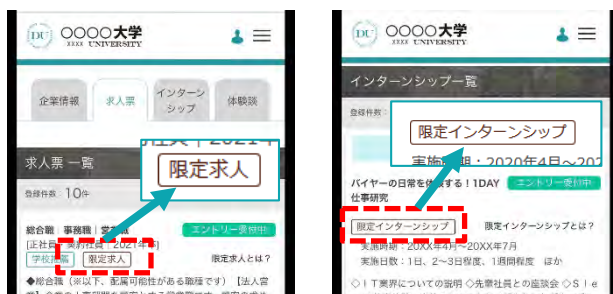 DU
〇〇〇〇大学
XXXX UNIVERSITY
企業情報
求人票
インターン
シップ
体験談
限定求人
求人票 一覧
登録件数 10件
総合職|事務職|営業職
エントリー受付中
学校推薦
限定求人
限定求人とは?
◆総合職(※以下、配属可能性がある職種です)【法人営
DU
〇〇〇〇大学
XXXX UNIVERSITY
インターンシップ一覧
登録件数
限定インターンシップ
実施時期:2020年4月~202
バイヤーの日常を体験する!1DAY
エントリー受付中
仕事研究
限定インターンシップ
限定インターンシップとは?
実施時期:20XX年4月~20XX年7月
実施日数:1日、2~3日程度、1週間程度 ほか
◇IT業界についての説明◇先輩社員との座談会◇SIe